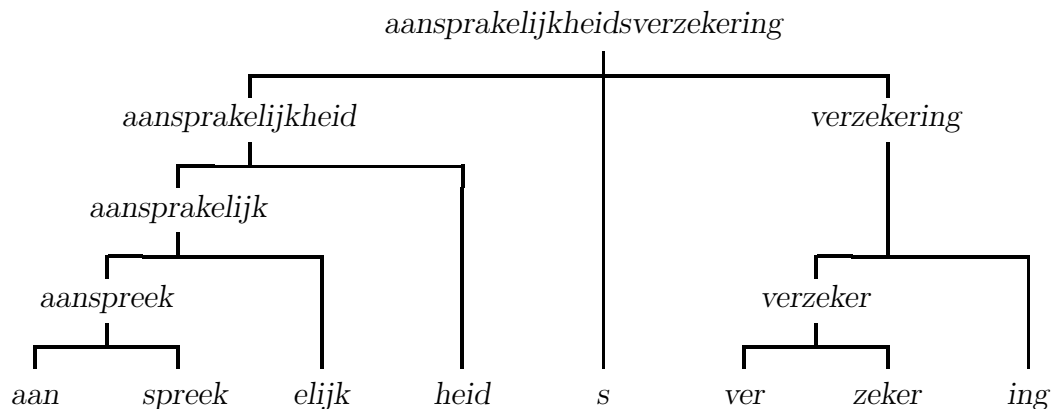 aansprakelijkheidsverzekering
aansprakelijkheid verzekering
aansprakelijk
aanspreek verzeker
aan spreek elijk heid s ver zeker ing